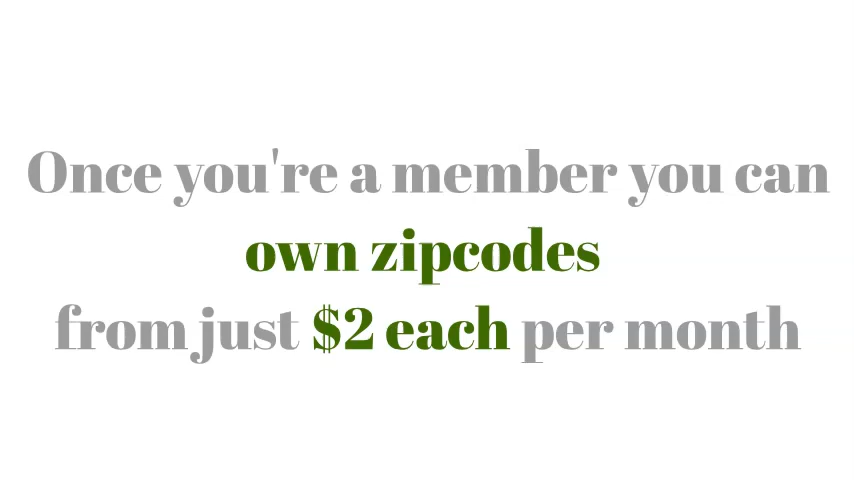 Once you're a member you can
own zipcodes
from just $2 each per month